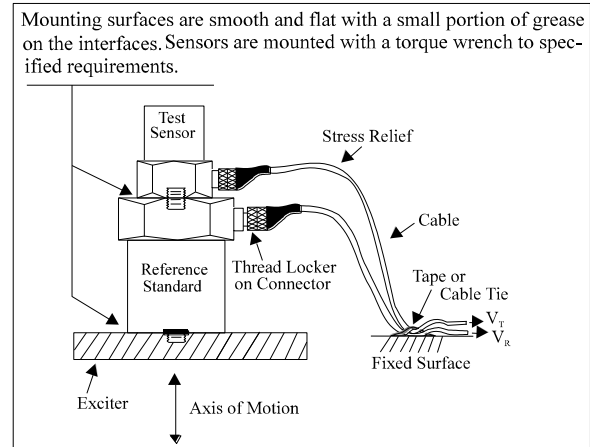 Mounting surfaces are smooth and flat with a small portion of grease
on the interfaces. Sensors are mounted with a torque wrench to spec-
ified requirements.
Test
Sensor
Stress Relief
Cable
Reference
Standard
Thread Locker
on Connector
Tape or
Cable Tie
V_T
V_R
Fixed Surface
Exciter
Axis of Motion